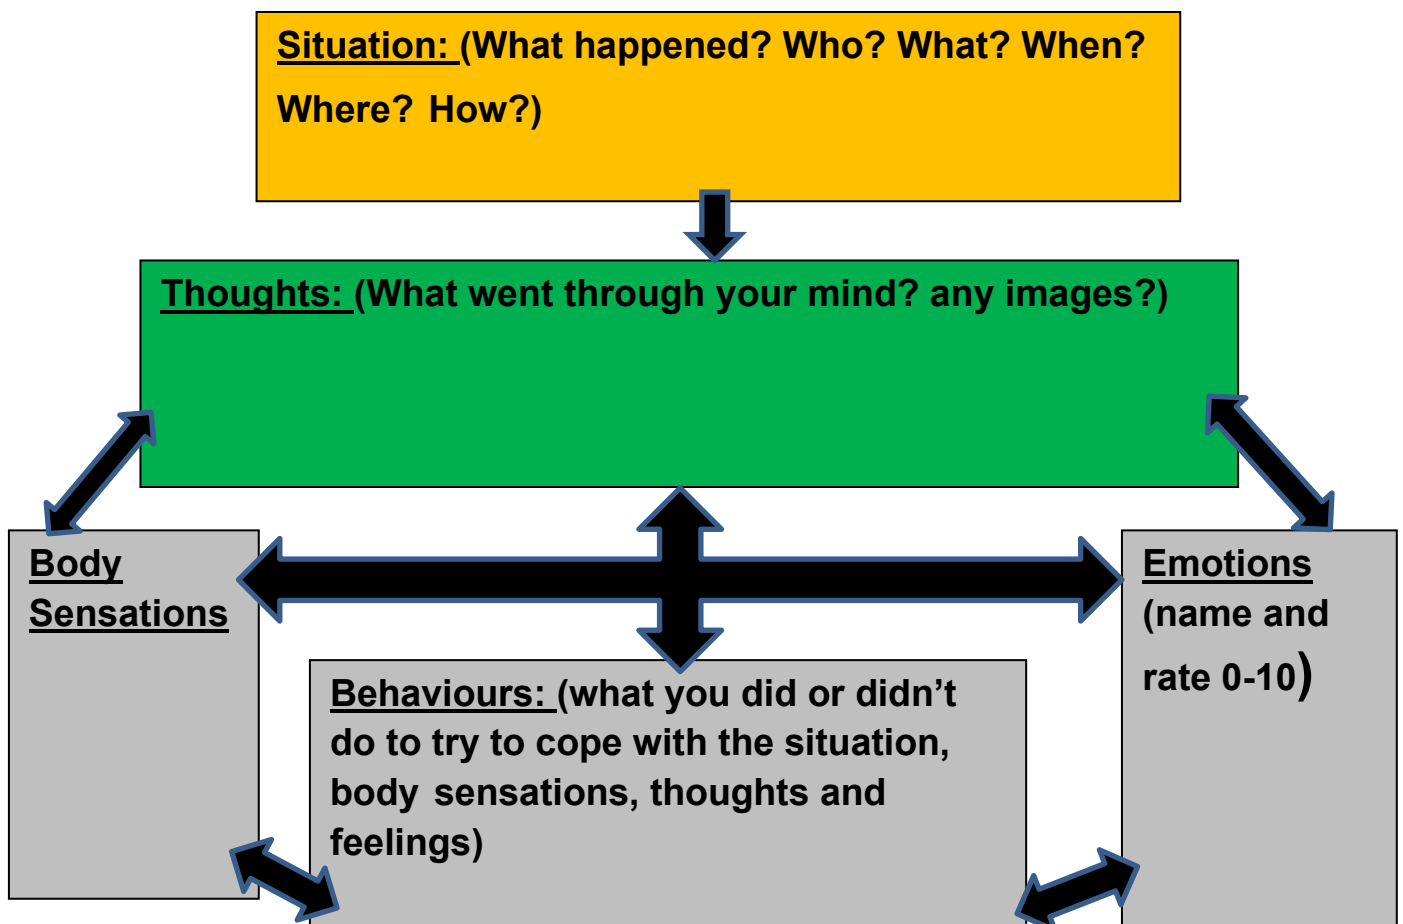 Situation: (What happened? Who? What? When?
Where? How?)
Thoughts: (What went through your mind? any images?)
Body
Sensations
Emotions
(name and
rate 0-10)
Behaviours: (what you did or didn’t
do to try to cope with the situation,
body sensations, thoughts and
feelings)